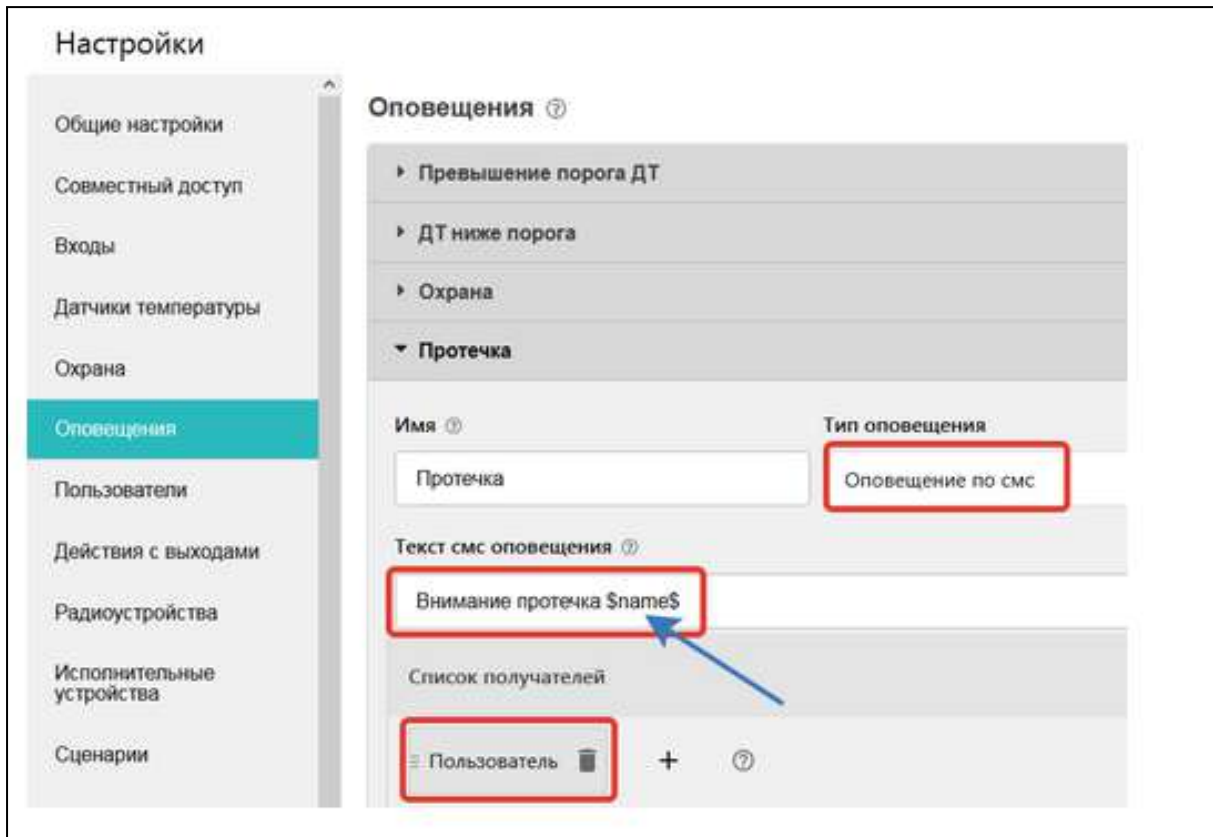 Настройки
Общие настройки
Совместный доступ
Входы
Датчики температуры
Охрана
Оповещения
Пользователи
Действия с выходами
Радиоустройства
Исполнительные
устройства
Сценарии
Оповещения
Превышение порога ДТ
ДТ ниже порога
Охрана
Протечка
Имя
Тип оповещения
Протечка
Оповещение по смс
Текст смс оповещения
Внимание протечка $name$
Список получателей
Пользователь